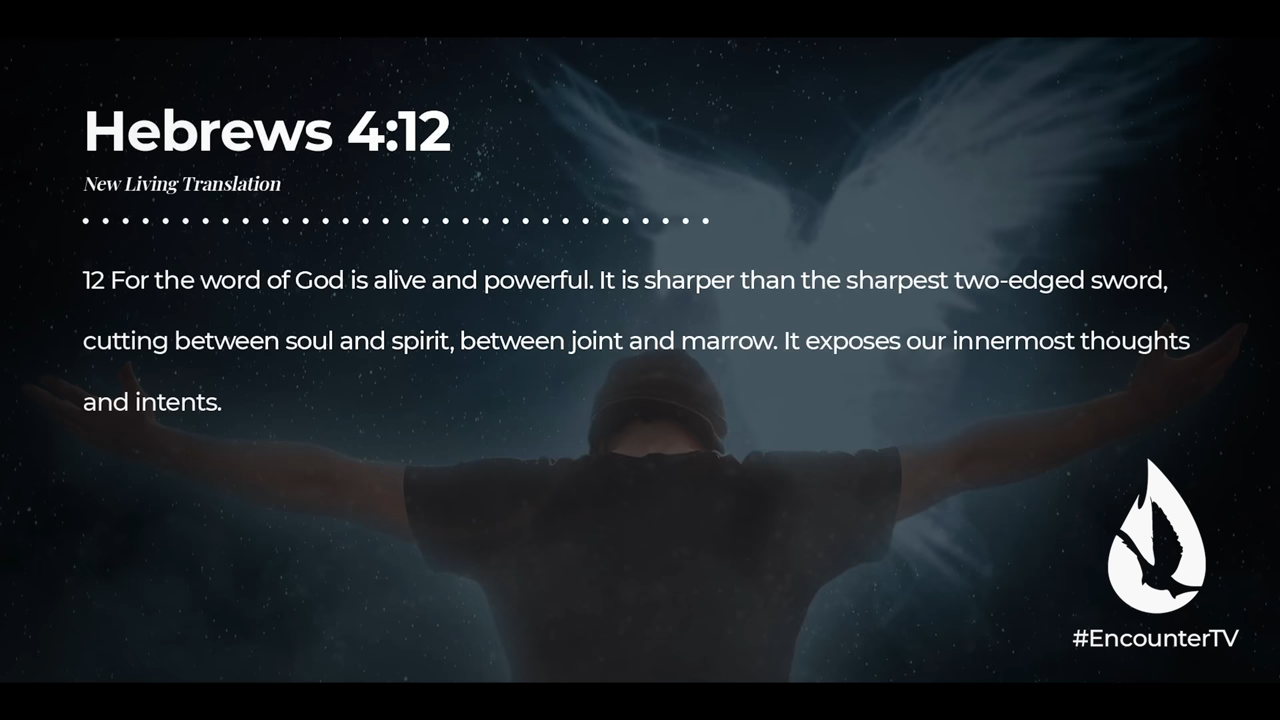 Hebrews 4:12
New Living Translation
12 For the word of God is alive and powerful. It is sharper than the sharpest two-edged sword,
cutting between soul and spirit, between joint and marrow. It exposes our innermost thoughts
and intents.
#EncounterTV